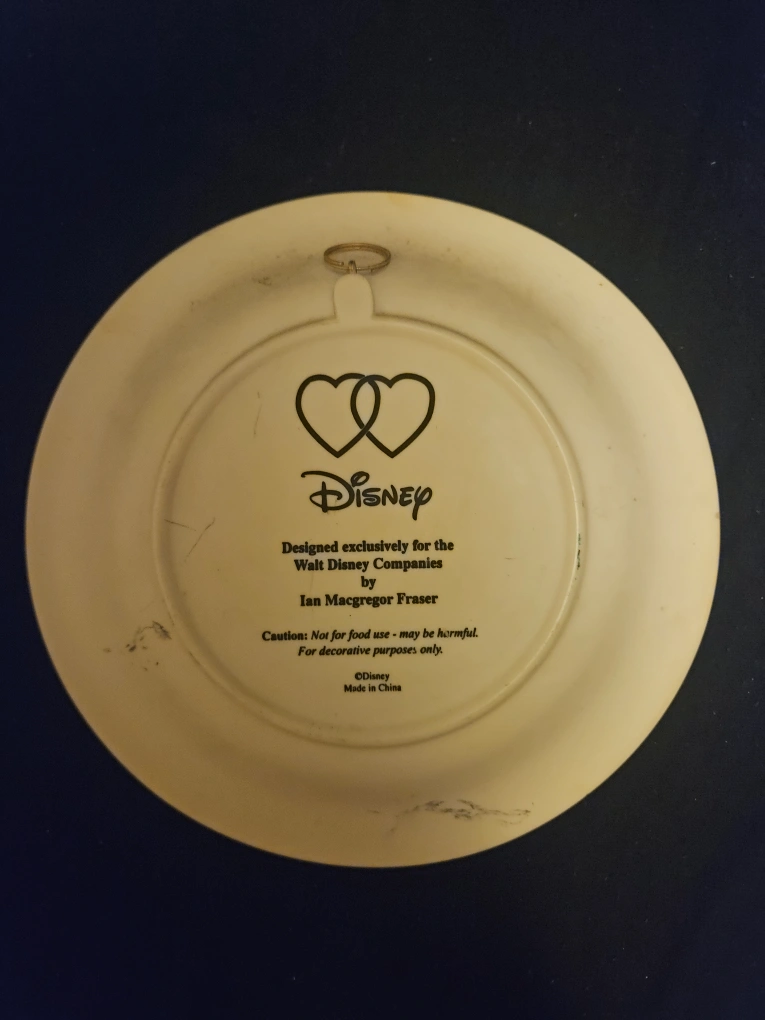 Disney
Designed exclusively for the
Walt Disney Companies
by
Ian Macgregor Fraser
Caution: Not for food use - may be harmful.
For decorative purposes only.
©Disney
Made in China